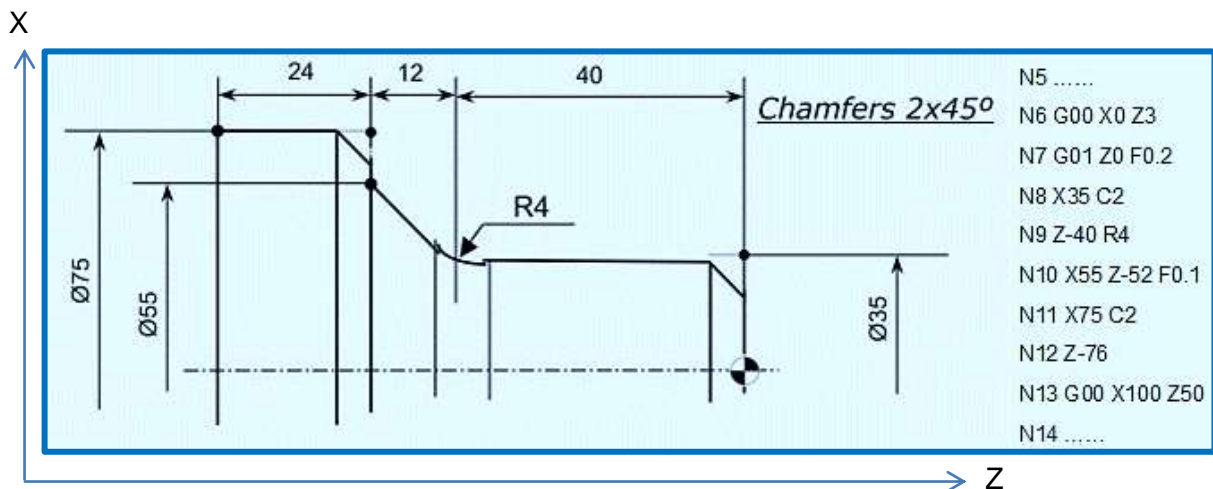 X
24 12 40
Chamfers 2x45º
R4
Ø75
Ø55
Ø35
N5 ......
N6 G00 X0 Z3
N7 G01 Z0 F0.2
N8 X35 C2
N9 Z-40 R4
N10 X55 Z-52 F0.1
N11 X75 C2
N12 Z-76
N13 G00 X100 Z50
N14 ......
Z